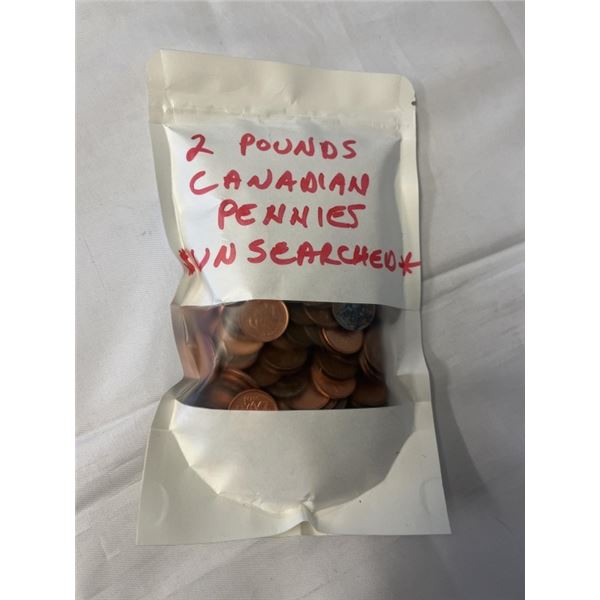 2 POUNDS
CANADIAN
PENNIES
*UNSEARCHED*